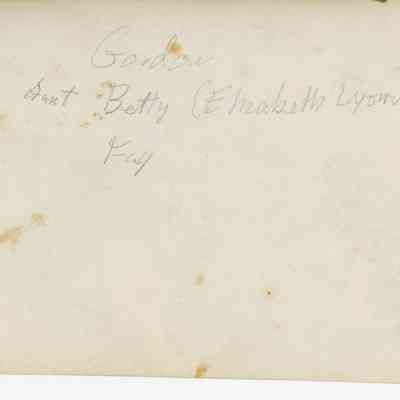 Gordon
Aunt Betty (Elizabeth Lyons
Fay